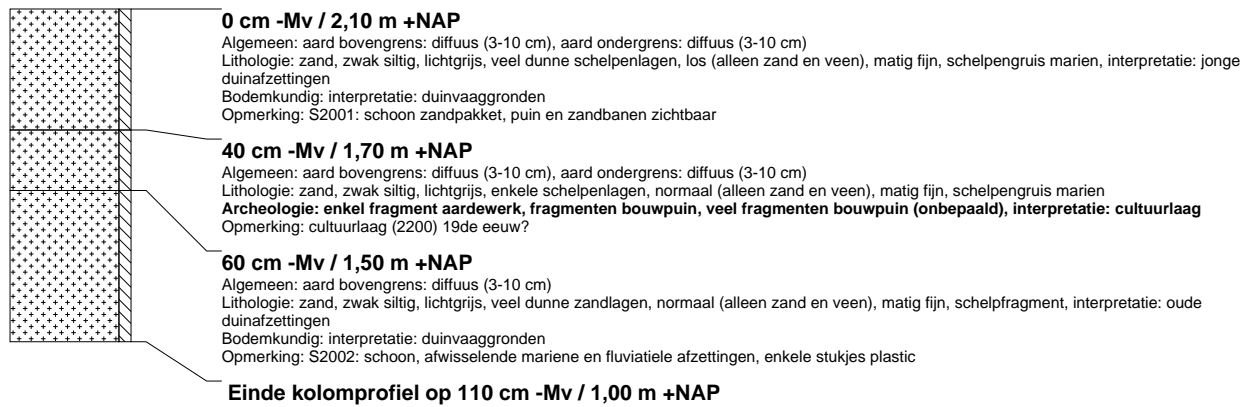 0 cm -Mv / 2,10 m +NAP
Algemeen: aard bovengrens: diffuus (3-10 cm), aard ondergrens: diffuus (3-10 cm)
Lithologie: zand, zwak siltig, lichtgrijs, veel dunne schelpenlagen, los (alleen zand en veen), matig fijn, schelpengruis marien, interpretatie: jonge
duinafzettingen
Bodemkundig: interpretatie: duinvaaggronden
Opmerking: S2001: schoon zandpakket, puin en zandbanen zichtbaar
40 cm -Mv / 1,70 m +NAP
Algemeen: aard bovengrens: diffuus (3-10 cm), aard ondergrens: diffuus (3-10 cm)
Lithologie: zand, zwak siltig, lichtgrijs, enkele schelpenlagen, normaal (alleen zand en veen), matig fijn, schelpengruis marien
Archeologie: enkel fragment aardewerk, fragmenten bouwpuin, veel fragmenten bouwpuin (onbepaald), interpretatie: cultuurlaag
Opmerking: cultuurlaag (2200) 19de eeuw?
60 cm -Mv / 1,50 m +NAP
Algemeen: aard bovengrens: diffuus (3-10 cm)
Lithologie: zand, zwak siltig, lichtgrijs, veel dunne zandlagen, normaal (alleen zand en veen), matig fijn, schelpfragment, interpretatie: oude
duinafzettingen
Bodemkundig: interpretatie: duinvaaggronden
Opmerking: S2002: schoon, afwisselende mariene en fluviatiele afzettingen, enkele stukjes plastic
Einde kolomprofiel op 110 cm -Mv / 1,00 m +NAP